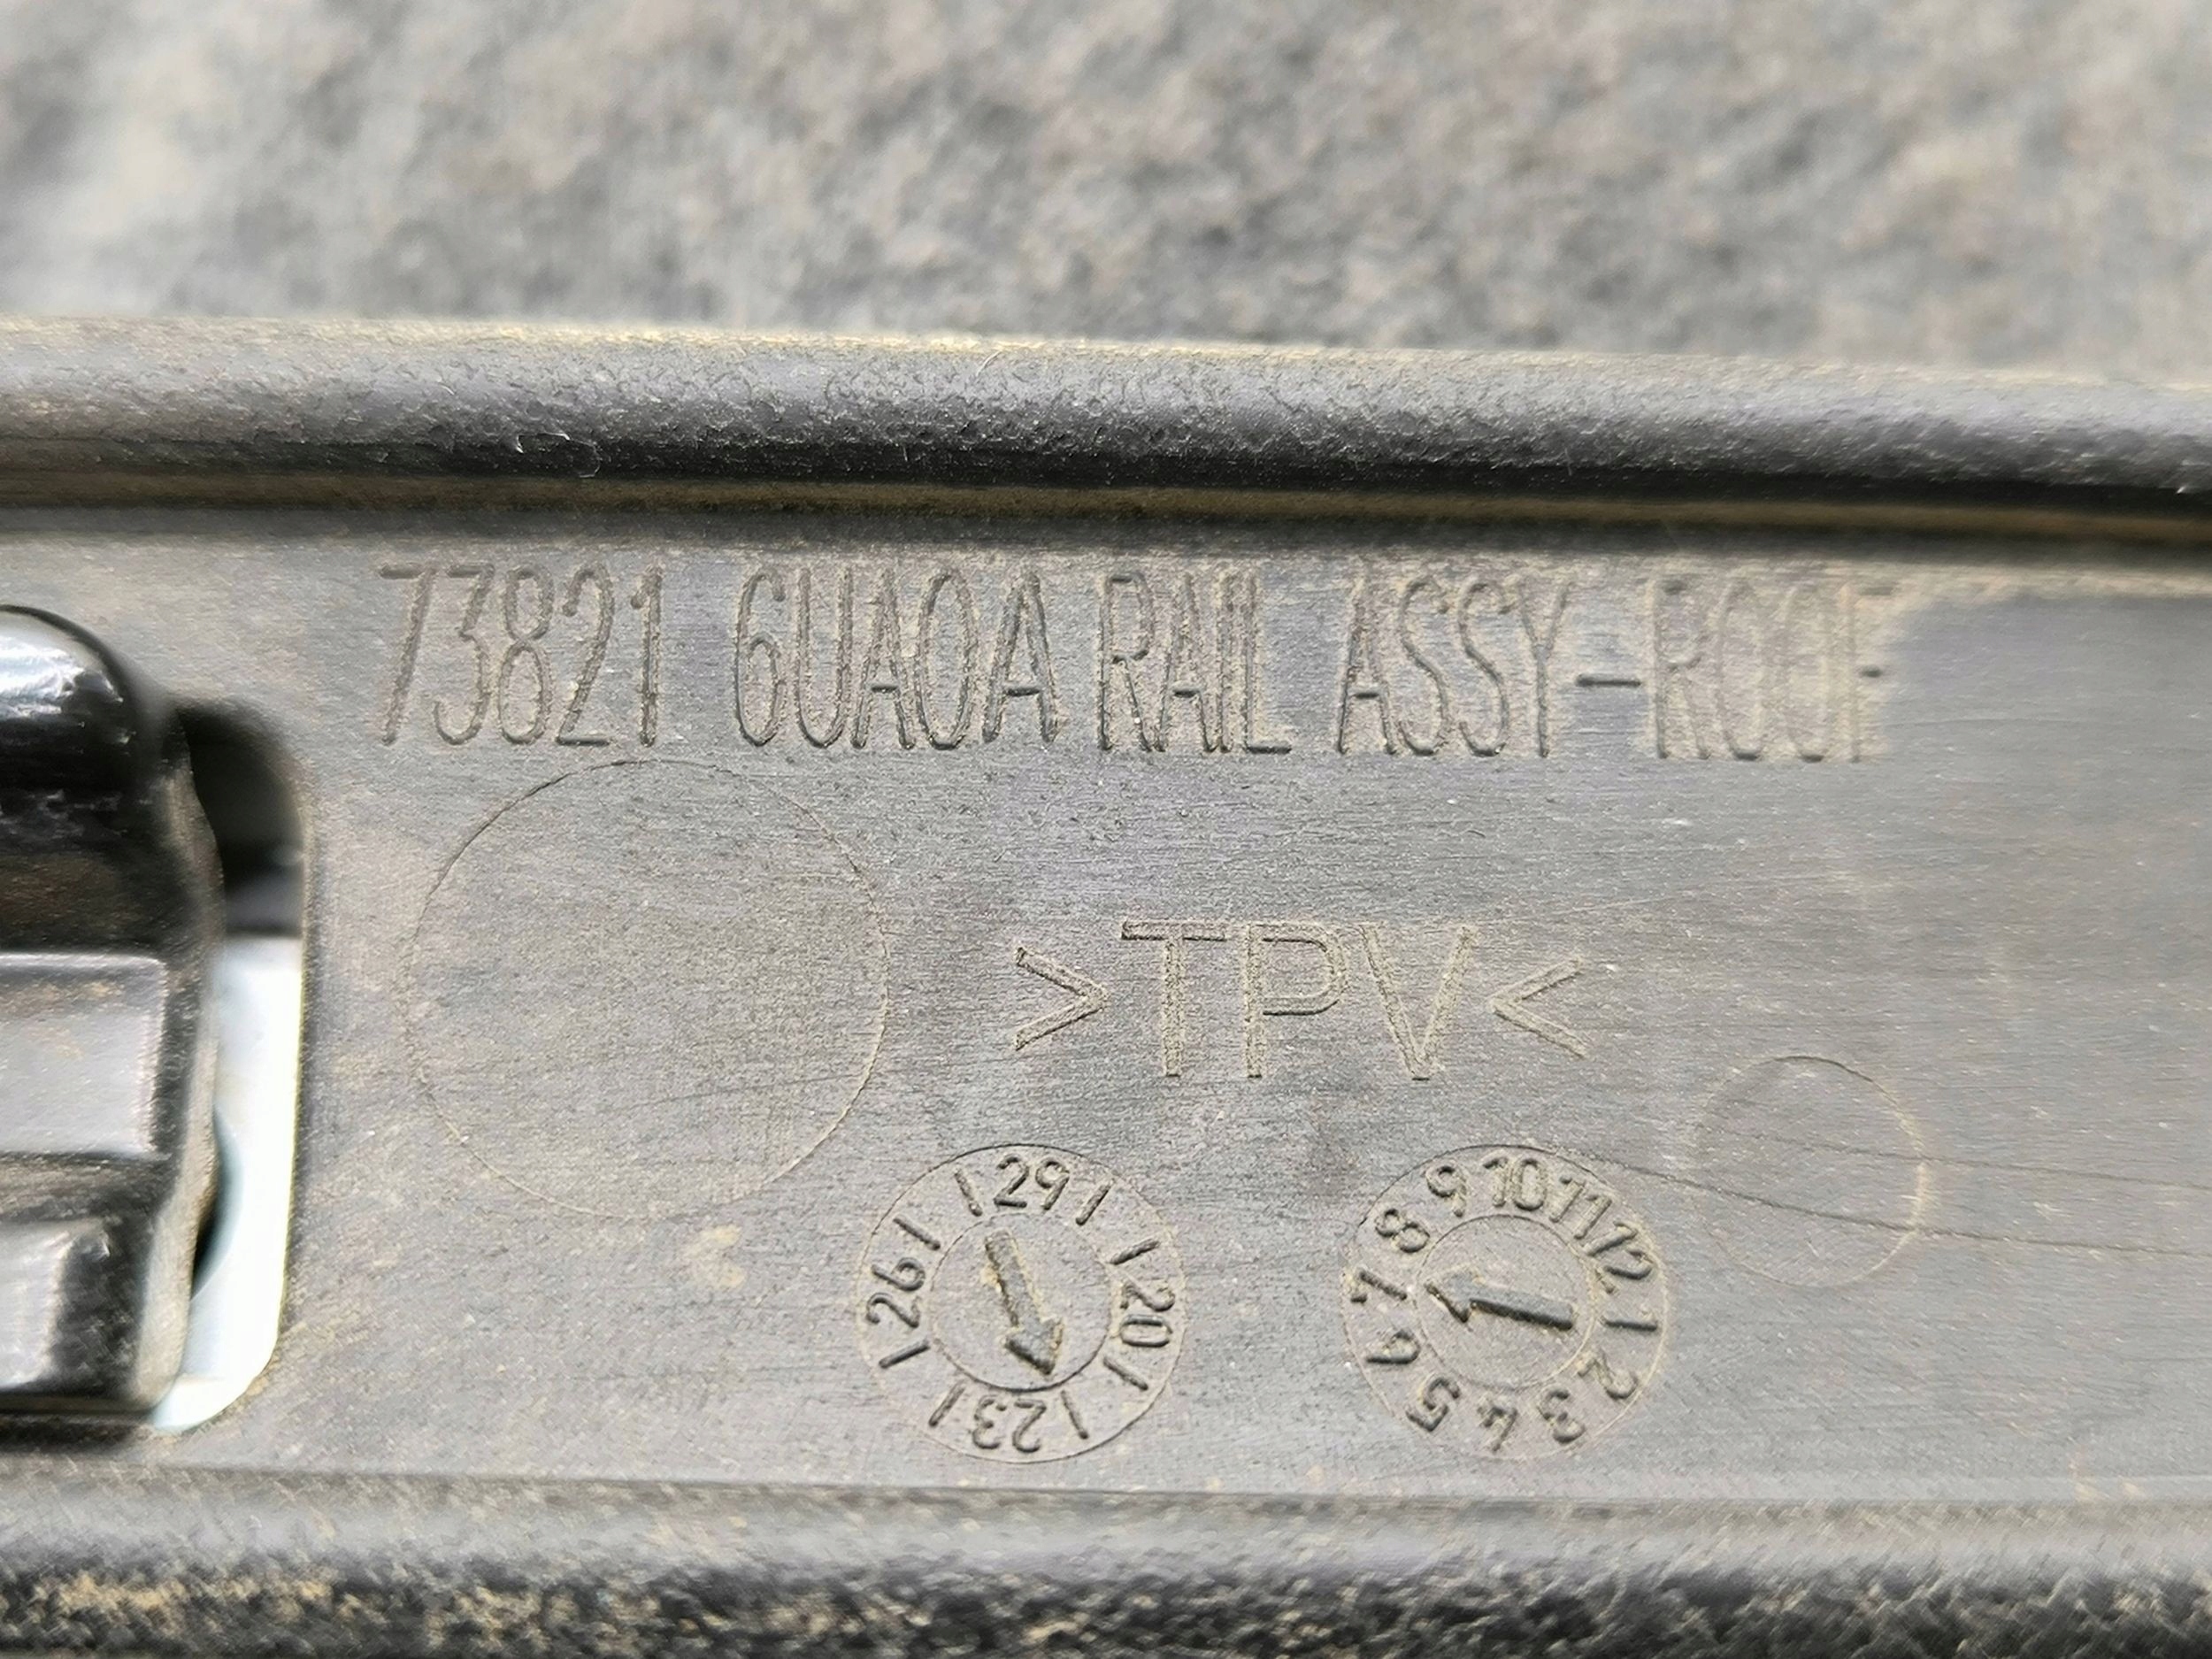 73821 6UA0A RAIL ASSY-ROOF
>TPV<
29 20 23 26
1 2 3 4 5 6 7 8 9 10 11 12